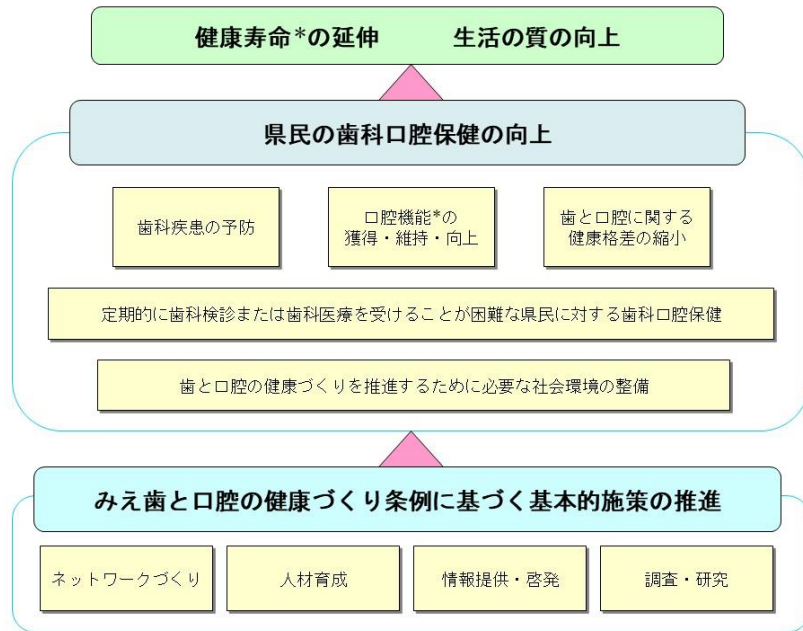 健康寿命*の延伸　　生活の質の向上
県民の歯科口腔保健の向上
歯科疾患の予防
口腔機能*の
獲得・維持・向上
歯と口腔に関する
健康格差の縮小
定期的に歯科検診または歯科医療を受けることが困難な県民に対する歯科口腔保健
歯と口腔の健康づくりを推進するために必要な社会環境の整備
みえ歯と口腔の健康づくり条例に基づく基本的施策の推進
ネットワークづくり
人材育成
情報提供・啓発
調査・研究